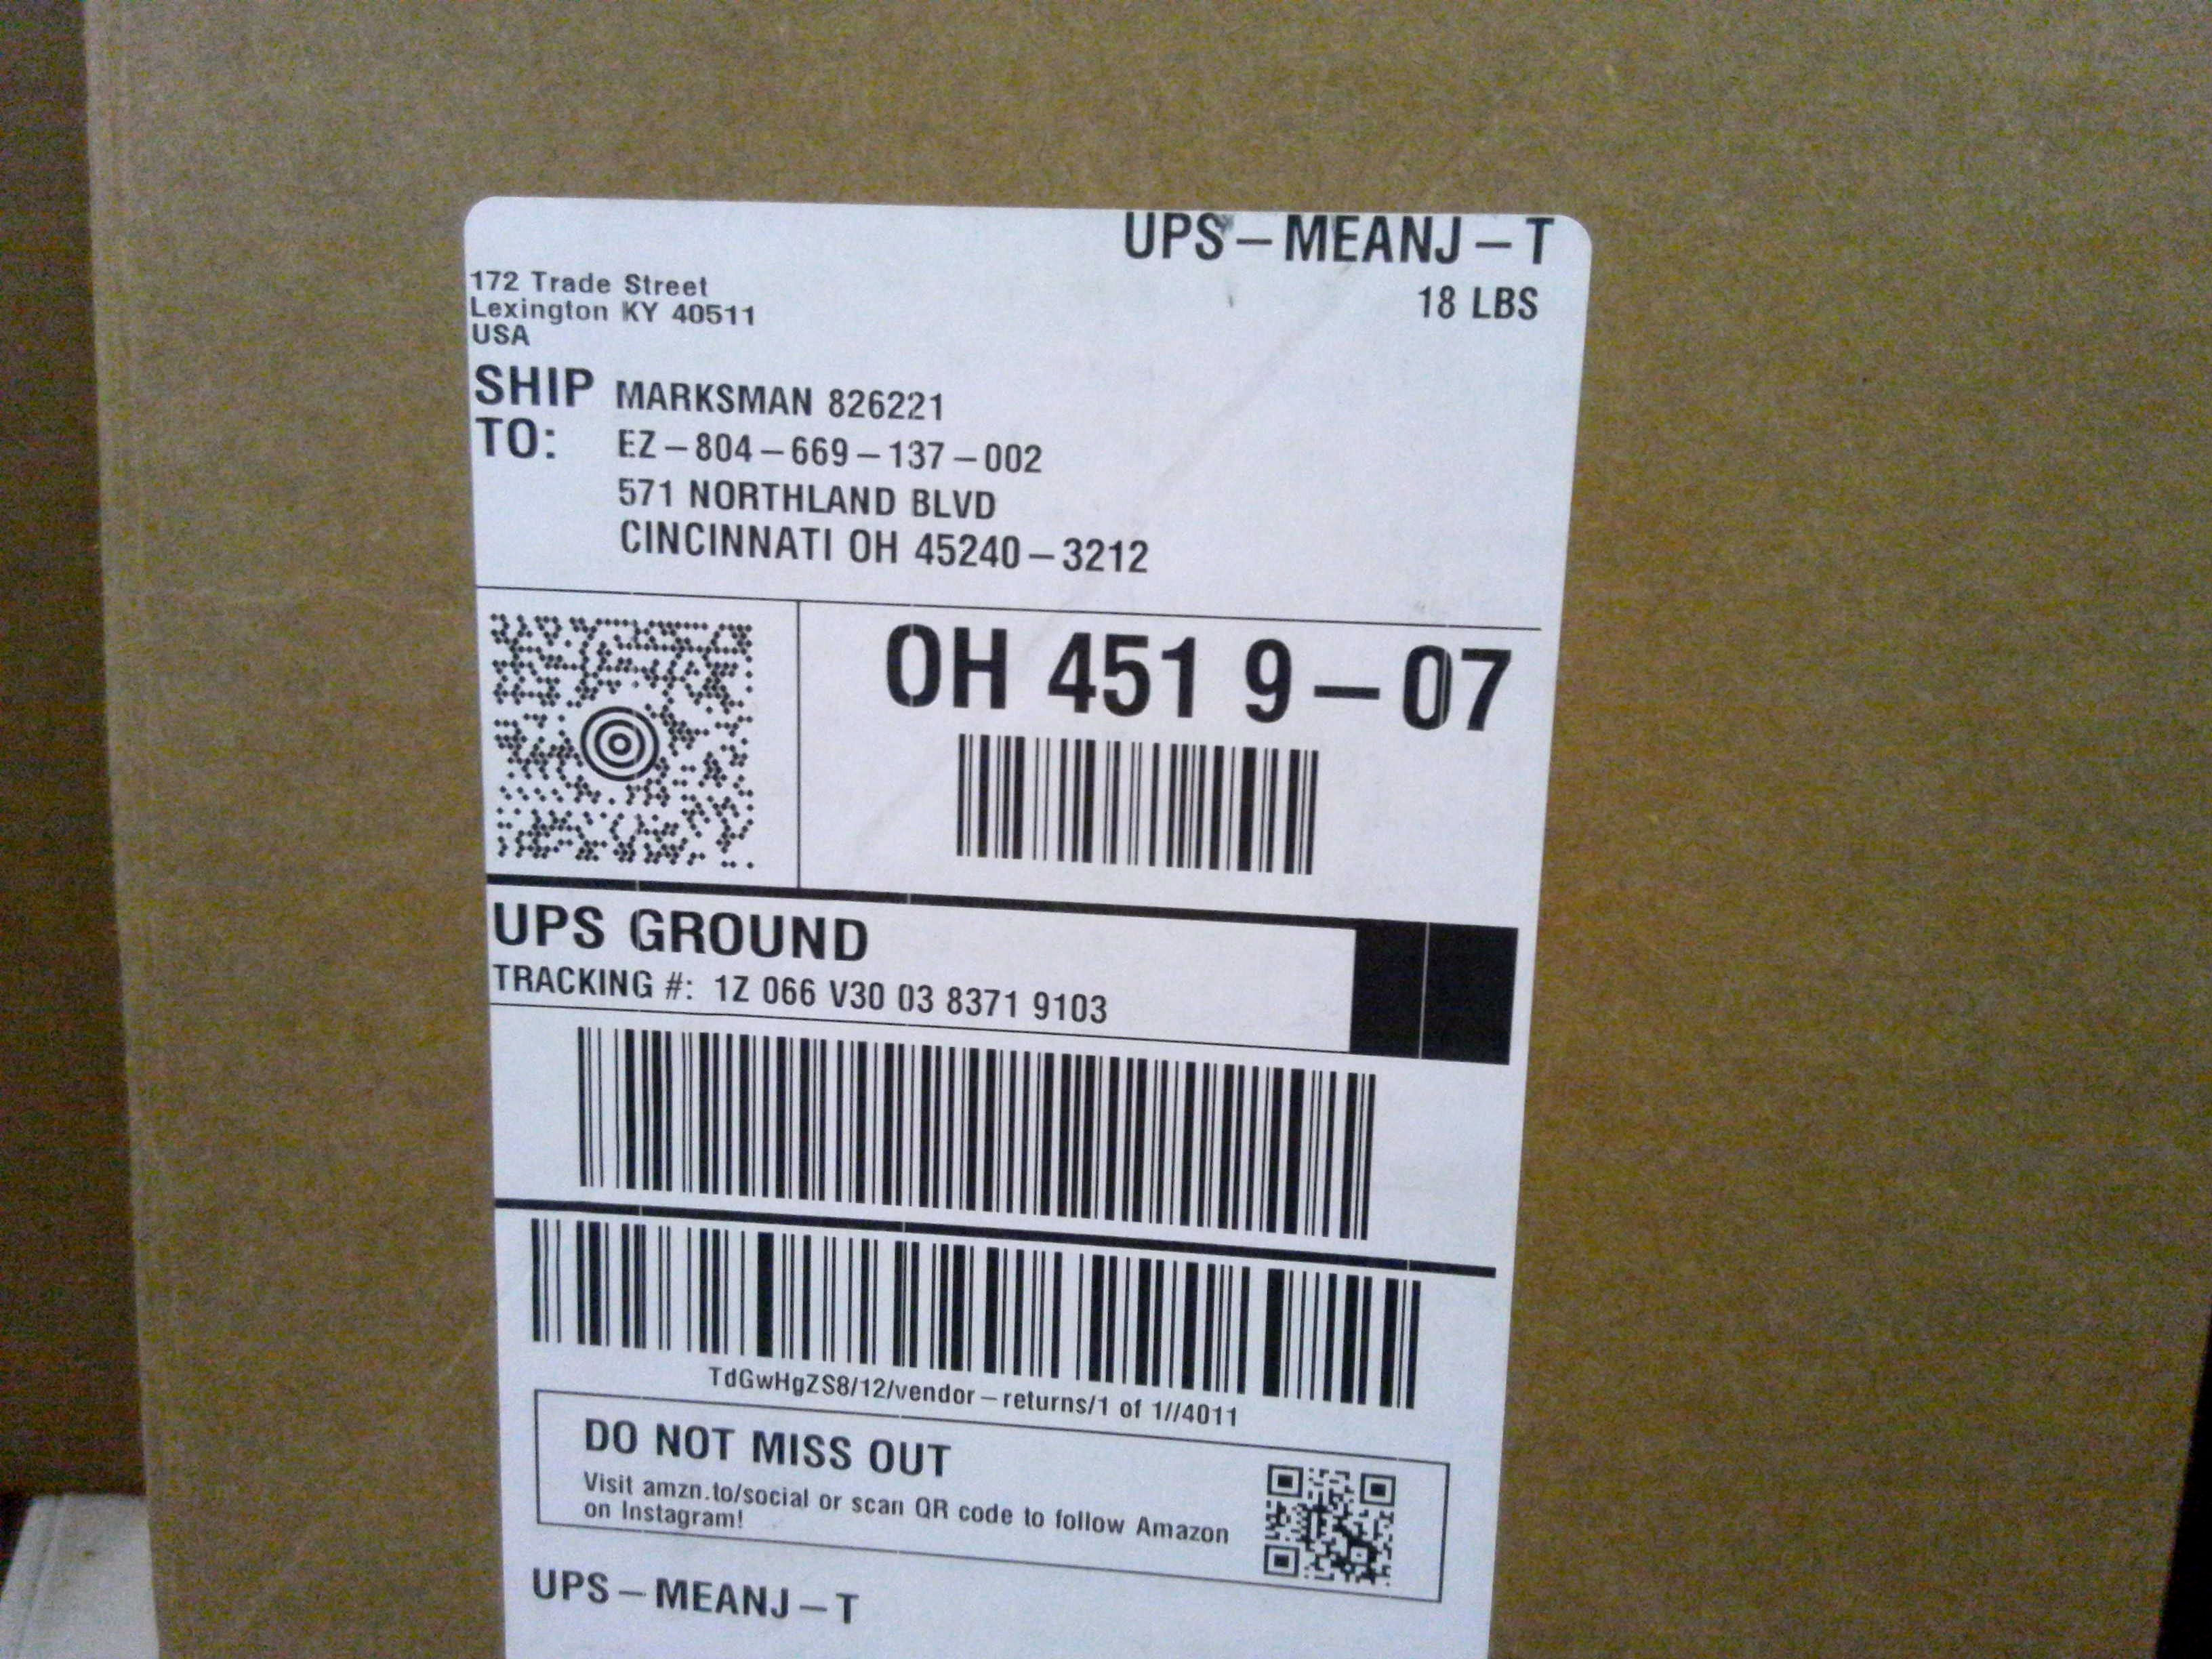 UPS-MEANJ-T
172 Trade Street
18 LBS
Lexington KY 40511
USA
SHIP TO: MARKSMAN 826221
EZ-804-669-137-002
571 NORTHLAND BLVD
CINCINNATI OH 45240-3212
OH 451 9-07
UPS GROUND
TRACKING #: 1Z 066 V30 03 8371 9103
TdGwHgZS8/12/vendor-returns/1 of 1//4011
DO NOT MISS OUT
Visit amzn.to/social or scan QR code to follow Amazon
on Instagram!
UPS-MEANJ-T